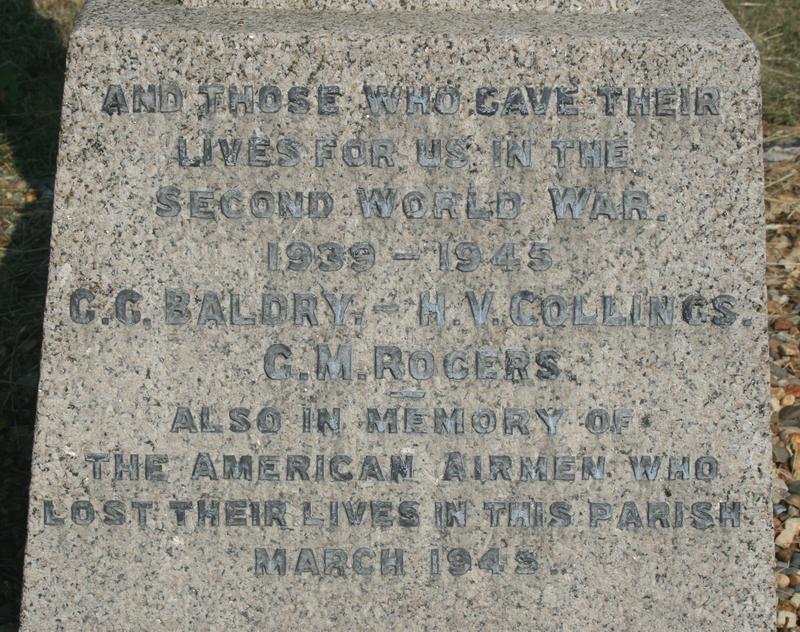 AND THOSE WHO GAVE THEIR
LIVES FOR US IN THE
SECOND WORLD WAR.
1939 – 1945
C.G. BALDRY. – H.V. COLLINGS.
G.M. ROGERS.
ALSO IN MEMORY OF
THE AMERICAN AIRMEN WHO
LOST THEIR LIVES IN THIS PARISH
MARCH 1945.